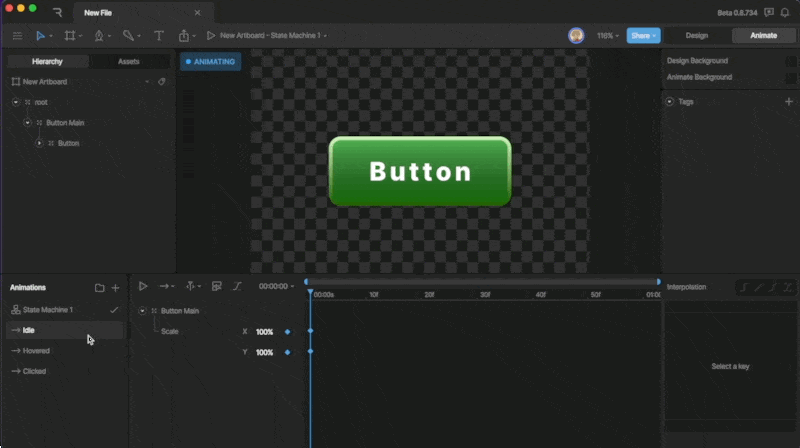 New File
Beta 0.8.734
New Artboard - State Machine 1
116%
Share
Design
Animate
Hierarchy
Assets
ANIMATING
Design Background
Animate Background
New Artboard
Tags
root
Button Main
Button
Button
Animations
00:00:00
Interpolation
00:00s 10f 20f 30f 40f 50f 01:00
State Machine 1
Button Main
Idle
Scale X 100%
Hovered
Y 100%
Clicked
Select a key